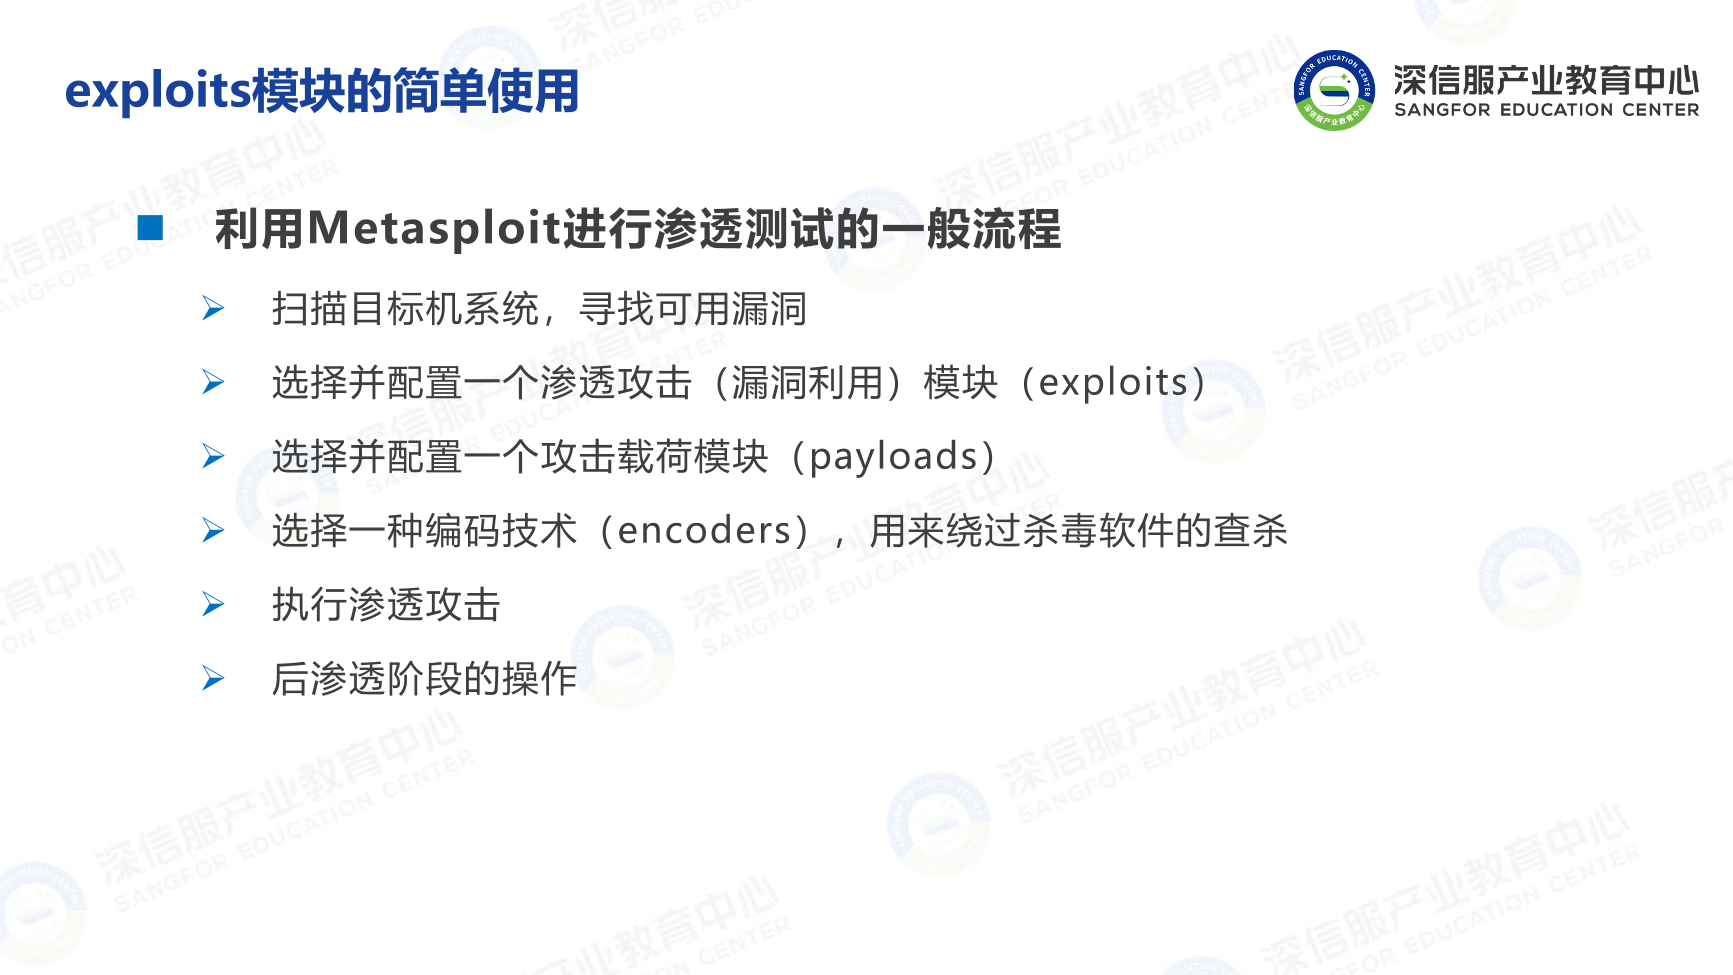 exploits模块的简单使用
深信服产业教育中心
SANGFOR EDUCATION CENTER
利用Metasploit进行渗透测试的一般流程
扫描目标机系统，寻找可用漏洞
选择并配置一个渗透攻击（漏洞利用）模块（exploits）
选择并配置一个攻击载荷模块（payloads）
选择一种编码技术（encoders），用来绕过杀毒软件的查杀
执行渗透攻击
后渗透阶段的操作